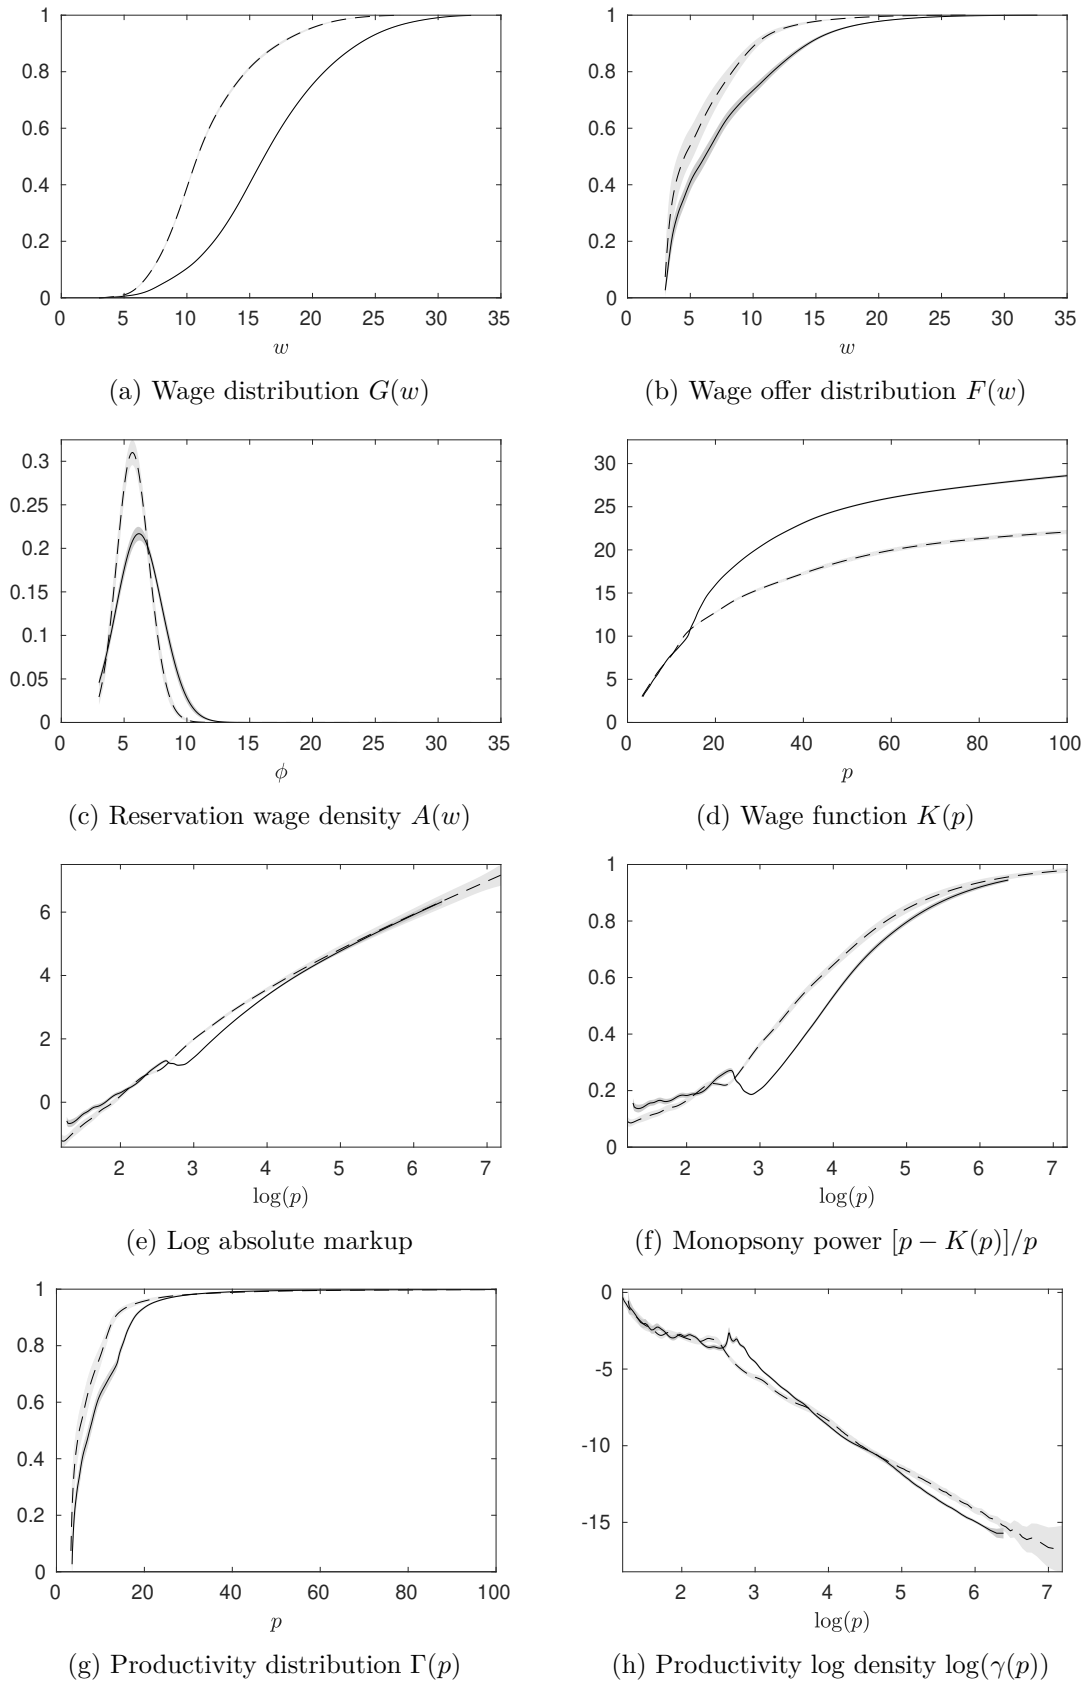 1
0.8
0.6
0.4
0.2
0
0 5 10 15 20 25 30 35
w
(a) Wage distribution G(w)
1
0.8
0.6
0.4
0.2
0
0 5 10 15 20 25 30 35
w
(b) Wage offer distribution F(w)
0.3
0.25
0.2
0.15
0.1
0.05
0
0 5 10 15 20 25 30 35
ϕ
(c) Reservation wage density A(w)
30
25
20
15
10
5
0
0 20 40 60 80 100
p
(d) Wage function K(p)
6
4
2
0
2 3 4 5 6 7
log(p)
(e) Log absolute markup
1
0.8
0.6
0.4
0.2
0
2 3 4 5 6 7
log(p)
(f) Monopsony power [p − K(p)]/p
1
0.8
0.6
0.4
0.2
0
0 20 40 60 80 100
p
(g) Productivity distribution Γ(p)
0
-5
-10
-15
2 3 4 5 6 7
log(p)
(h) Productivity log density log(γ(p))